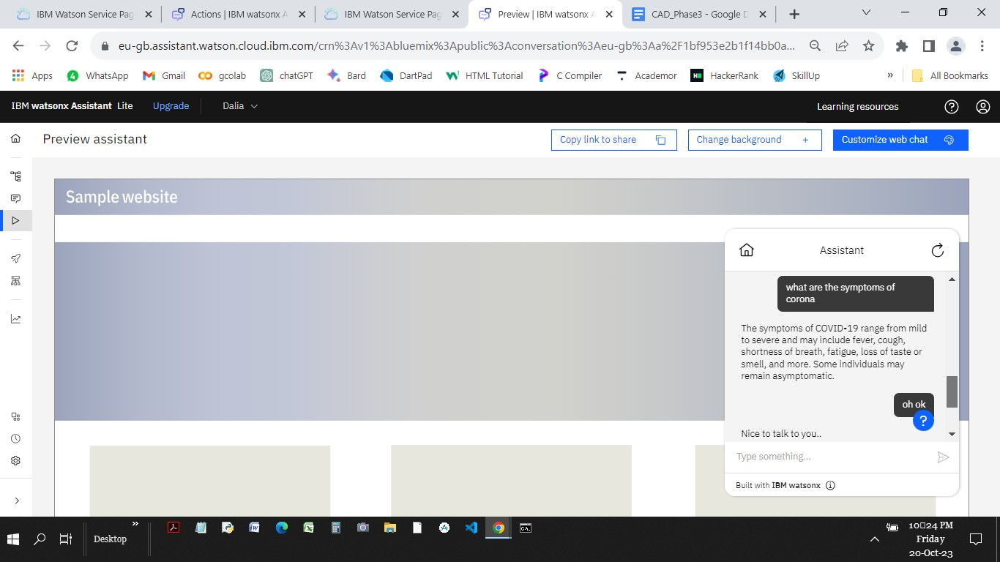 IBM Watson Service Pag
Actions | IBM watsonx A
IBM Watson Service Pag
Preview | IBM watsonx A
CAD_Phase3 - Google D
eu-gb.assistant.watson.cloud.ibm.com/crn%3Av1%3Abluemix%3Apublic%3Aconversation%3Aeu-gb%3Aa%2F1bf953e2b1f14bb0a...
Apps
WhatsApp
Gmail
gcolab
chatGPT
Bard
DartPad
HTML Tutorial
C Compiler
Academor
HackerRank
SkillUp
»
All Bookmarks
IBM watsonx Assistant Lite
Upgrade
Dalia
Learning resources
Preview assistant
Copy link to share
Change background +
Customize web chat
Sample website
Assistant
what are the symptoms of
corona
The symptoms of COVID-19 range from mild
to severe and may include fever, cough,
shortness of breath, fatigue, loss of taste or
smell, and more. Some individuals may
remain asymptomatic.
oh ok
?
Nice to talk to you..
Type something...
Built with IBM watsonx
Desktop
»
10▯24 PM
Friday
20-Oct-23